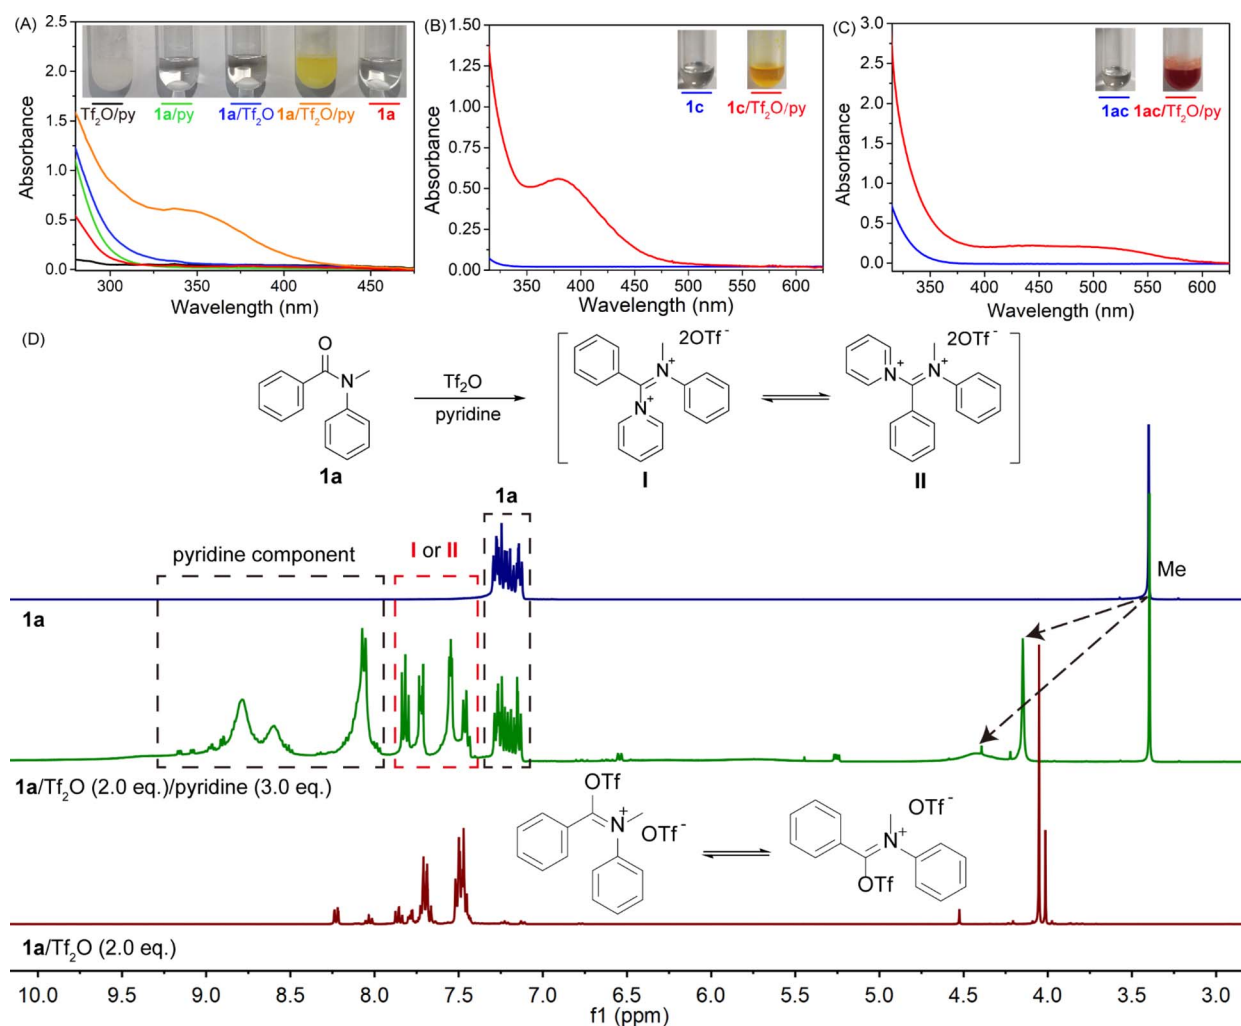 (A)
2.5
2.0
1.5
1.0
0.5
0.0
Absorbance
Tf₂O/py 1a/py 1a/Tf₂O 1a/Tf₂O/py 1a
300 350 400 450
Wavelength (nm)
(B)
1.50
1.25
1.00
0.75
0.50
0.25
0.00
Absorbance
1c 1c/Tf₂O/py
350 400 450 500 550 600
Wavelength (nm)
(C)
3.0
2.5
2.0
1.5
1.0
0.5
0.0
Absorbance
1ac 1ac/Tf₂O/py
350 400 450 500 550 600
Wavelength (nm)
(D)
O
N
1a
Tf₂O
pyridine
2OTf⁻
N⁺
N⁺
I
2OTf⁻
N⁺
N⁺
II
1a
pyridine component
I or II
Me
1a
1a/Tf₂O (2.0 eq.)/pyridine (3.0 eq.)
OTf
N⁺
OTf⁻
OTf⁻
N⁺
OTf
1a/Tf₂O (2.0 eq.)
10.0 9.5 9.0 8.5 8.0 7.5 7.0 6.5 6.0 5.5 5.0 4.5 4.0 3.5 3.0
f1 (ppm)